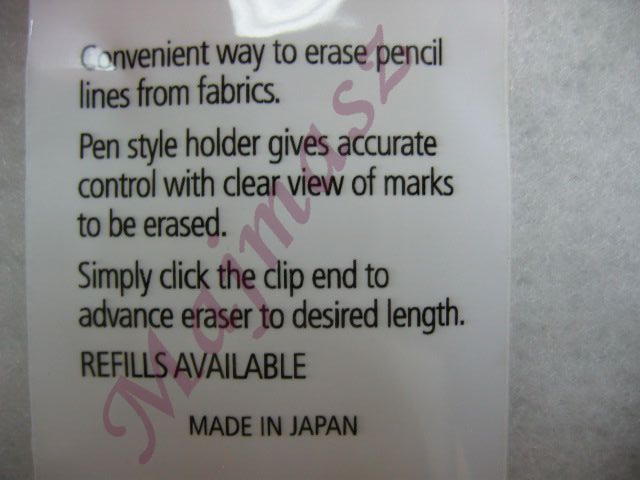 Convenient way to erase pencil
lines from fabrics.
Pen style holder gives accurate
control with clear view of marks
to be erased.
Simply click the clip end to
advance eraser to desired length.
REFILLS AVAILABLE
MADE IN JAPAN
Majmasz